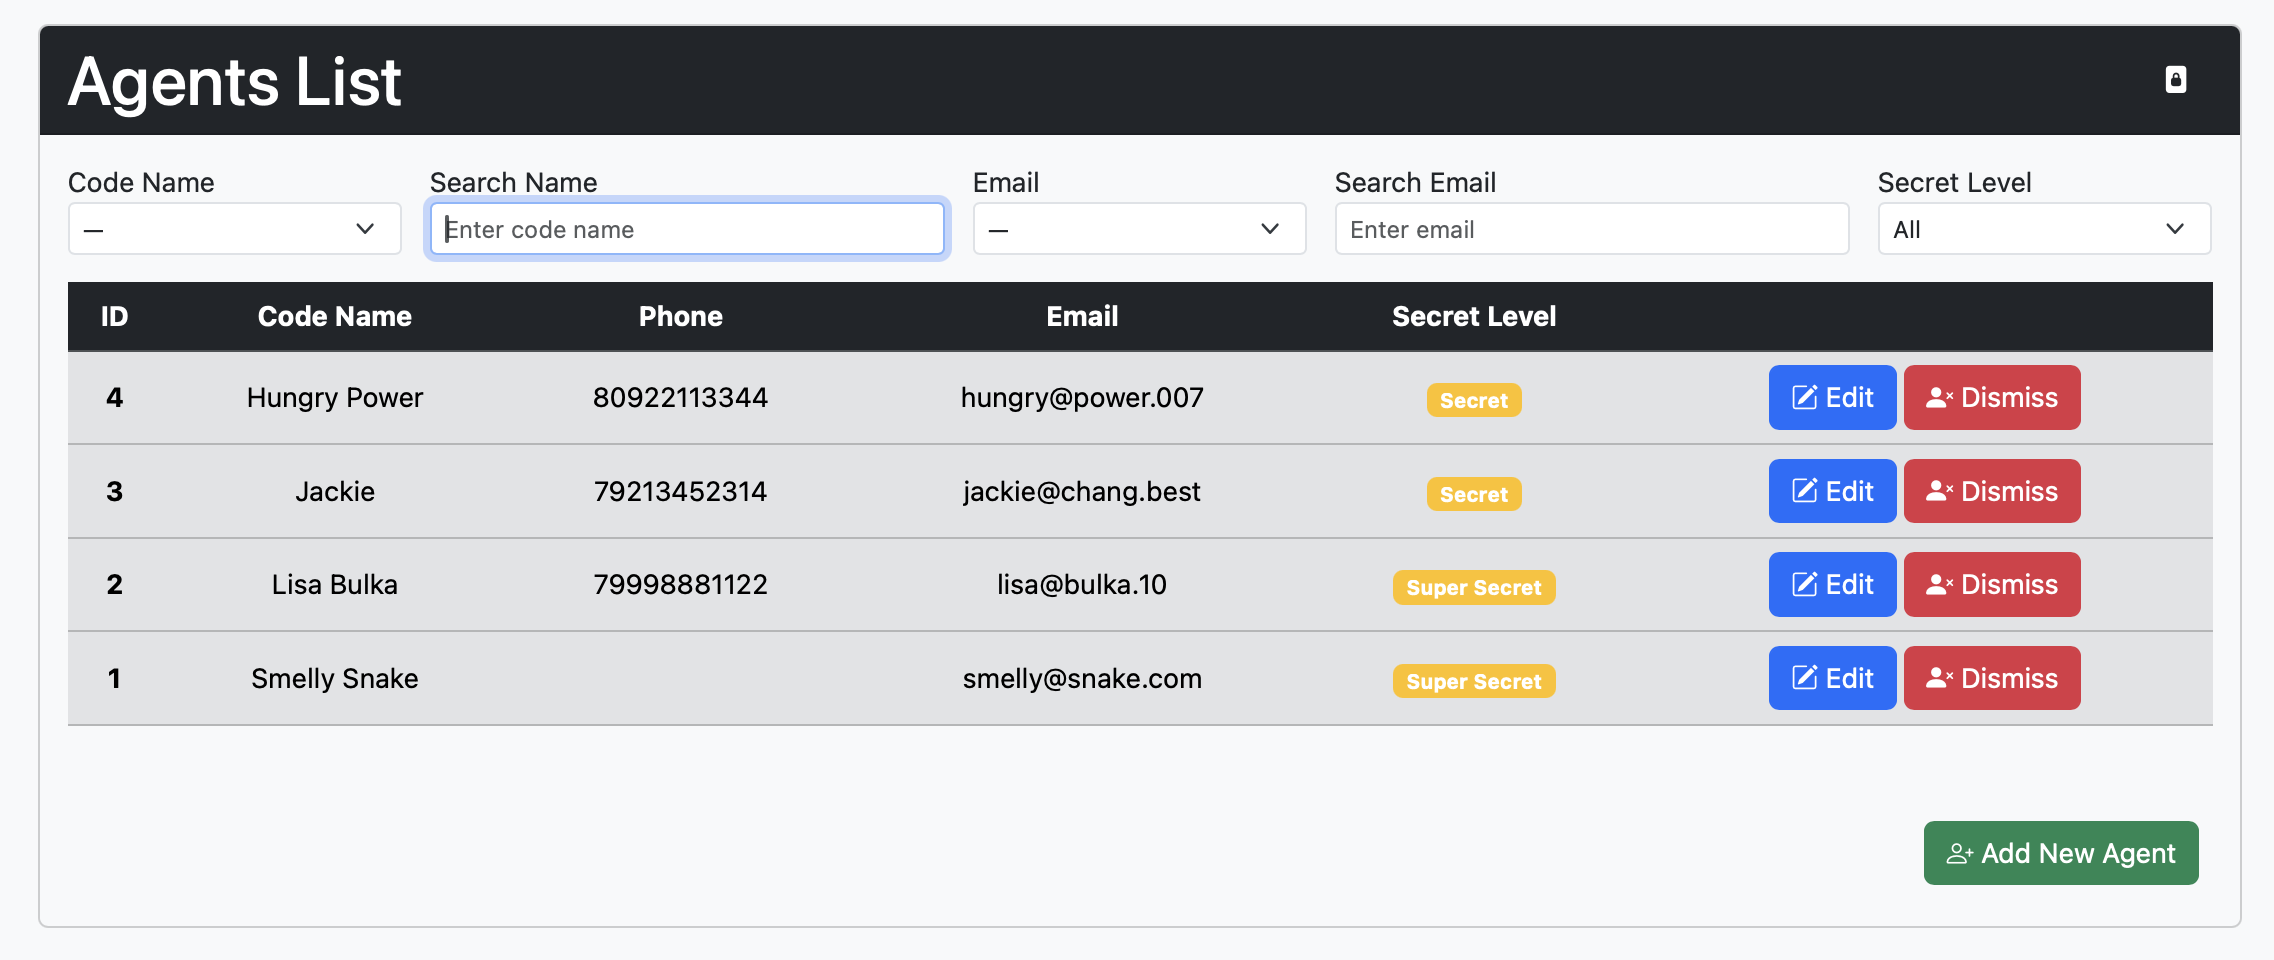 Agents List
Code Name Search Name Email Search Email Secret Level
— Enter code name — Enter email All
ID Code Name Phone Email Secret Level
4 Hungry Power 80922113344 hungry@power.007 Secret Edit Dismiss
3 Jackie 79213452314 jackie@chang.best Secret Edit Dismiss
2 Lisa Bulka 79998881122 lisa@bulka.10 Super Secret Edit Dismiss
1 Smelly Snake smelly@snake.com Super Secret Edit Dismiss
Add New Agent